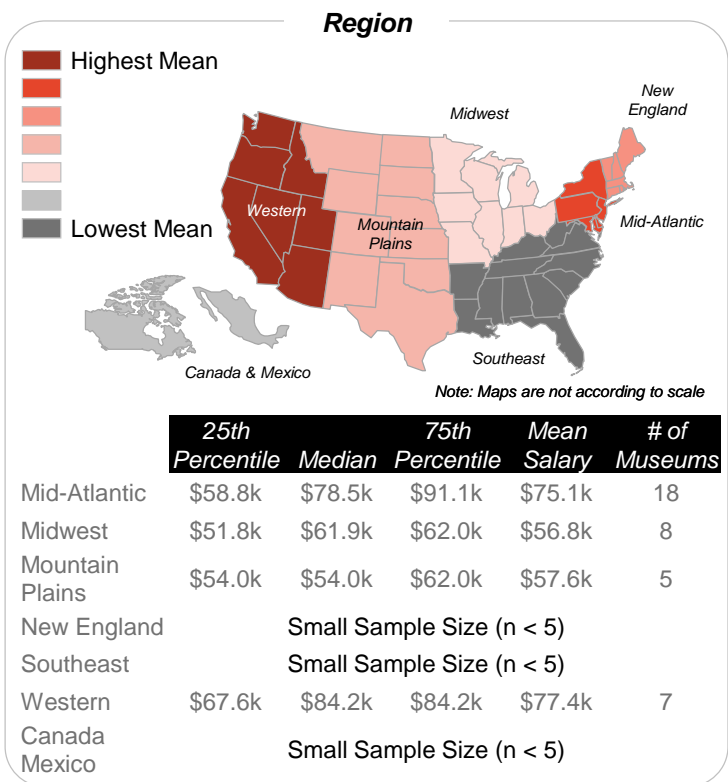 Region
Highest Mean
New
England
Midwest
Western
Mountain
Plains
Mid-Atlantic
Lowest Mean
Southeast
Canada & Mexico
Note: Maps are not according to scale
25th Percentile Median 75th Percentile Mean Salary # of Museums
Mid-Atlantic $58.8k $78.5k $91.1k $75.1k 18
Midwest $51.8k $61.9k $62.0k $56.8k 8
Mountain
Plains $54.0k $54.0k $62.0k $57.6k 5
New England Small Sample Size (n < 5)
Southeast Small Sample Size (n < 5)
Western $67.6k $84.2k $84.2k $77.4k 7
Canada
Mexico Small Sample Size (n < 5)